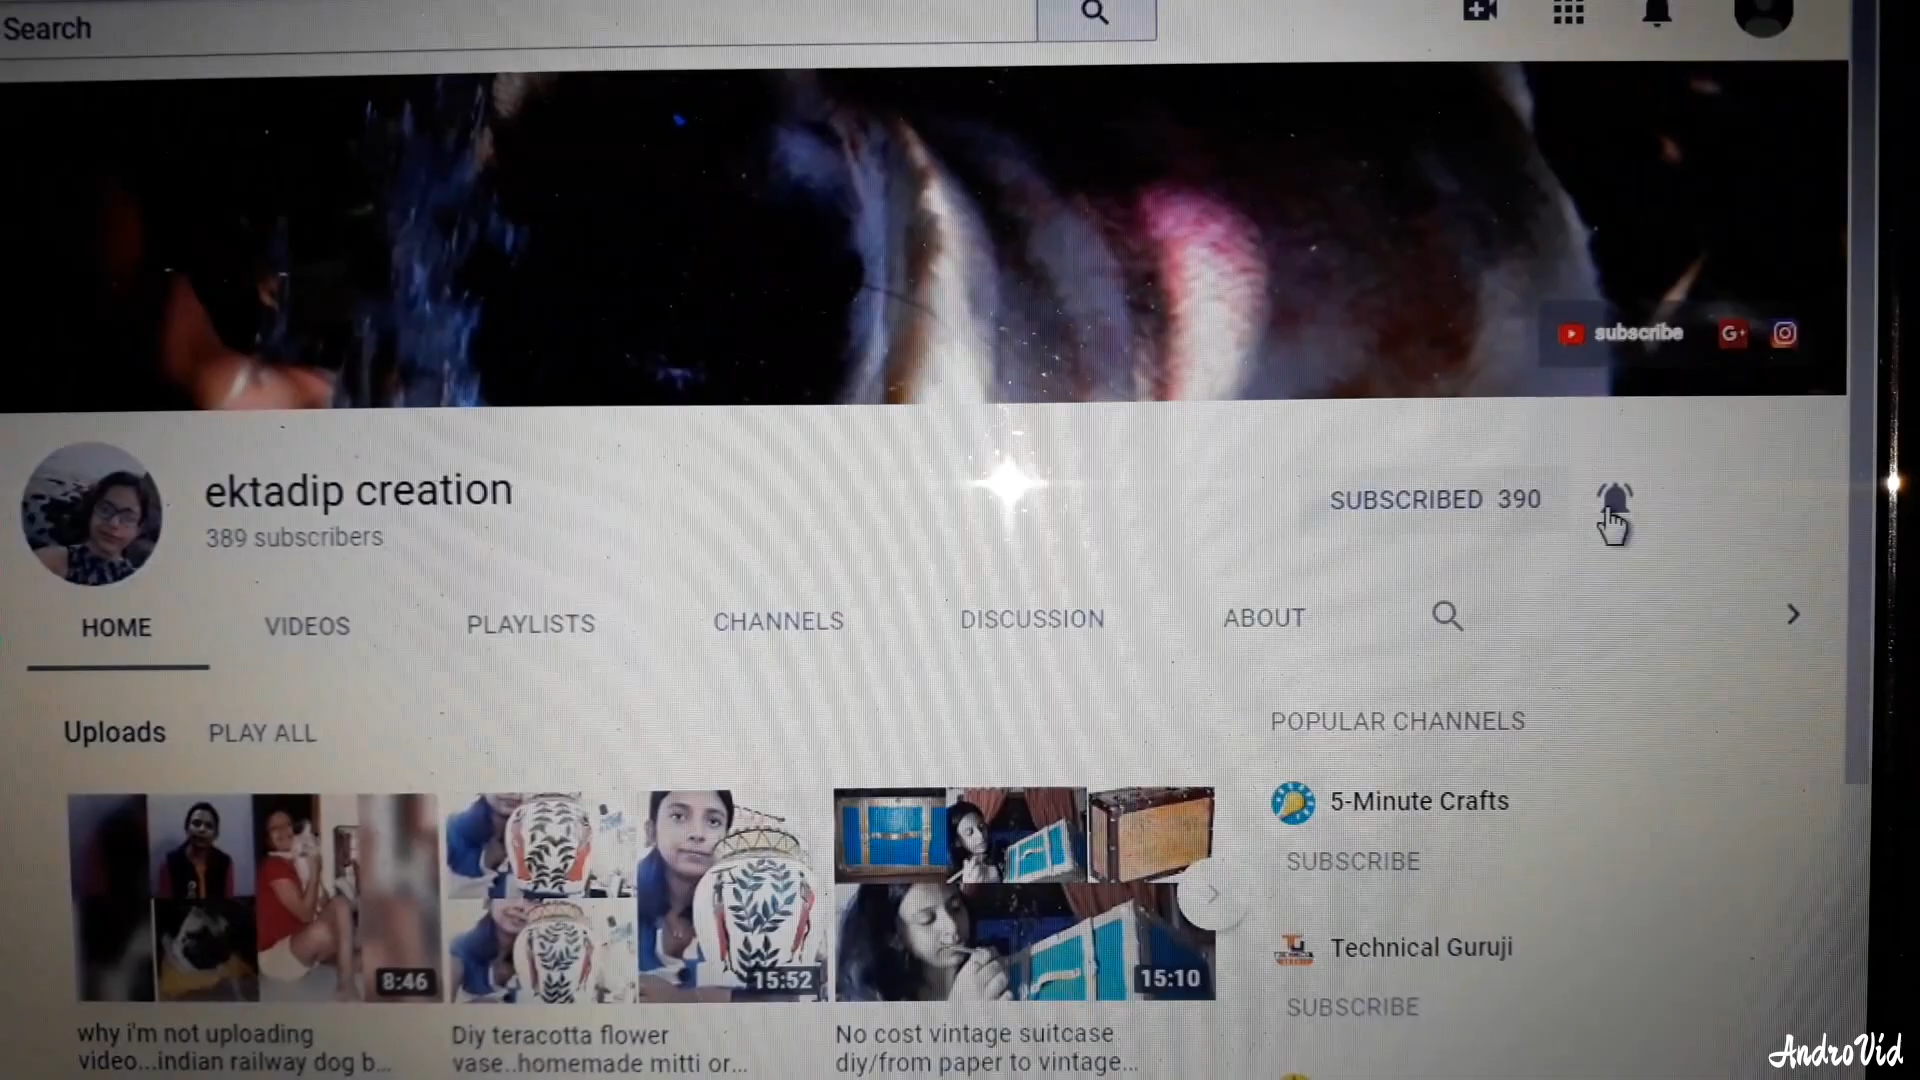 Search
subscribe G+
ektadip creation
389 subscribers
SUBSCRIBED 390
HOME VIDEOS PLAYLISTS CHANNELS DISCUSSION ABOUT
Uploads PLAY ALL
POPULAR CHANNELS
5-Minute Crafts
SUBSCRIBE
Technical Guruji
SUBSCRIBE
8:46
15:52
15:10
why i'm not uploading
video...indian railway dog b...
Diy teracotta flower
vase..homemade mitti or...
No cost vintage suitcase
diy/from paper to vintage...
AndroVid